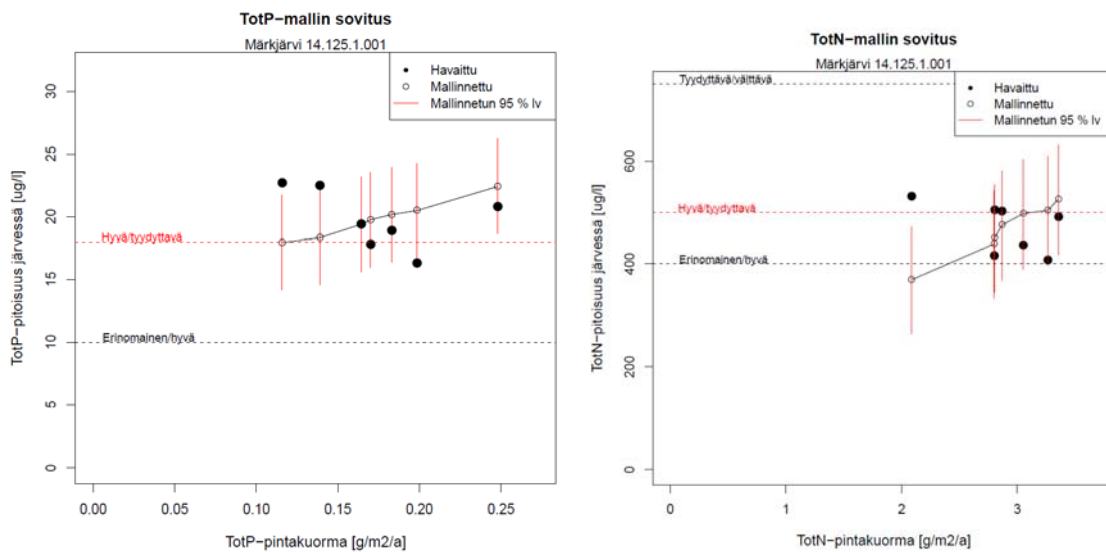 TotP−mallin sovitus
Märkjärvi 14.125.1.001
Havaittu
Mallinnettu
Mallinnetun 95 % lv
Hyvä/tyydyttävä
Erinomainen/hyvä
30
25
20
15
10
5
0
0.00 0.05 0.10 0.15 0.20 0.25
TotP−pitoisuus järvessä [ug/l]
TotP−pintakuorma [g/m2/a]
TotN−mallin sovitus
Märkjärvi 14.125.1.001
Tyydyttävä/välttävä
Havaittu
Mallinnettu
Mallinnetun 95 % lv
Hyvä/tyydyttävä
Erinomainen/hyvä
600
400
200
0
0 1 2 3
TotN−pitoisuus järvessä [ug/l]
TotN−pintakuorma [g/m2/a]